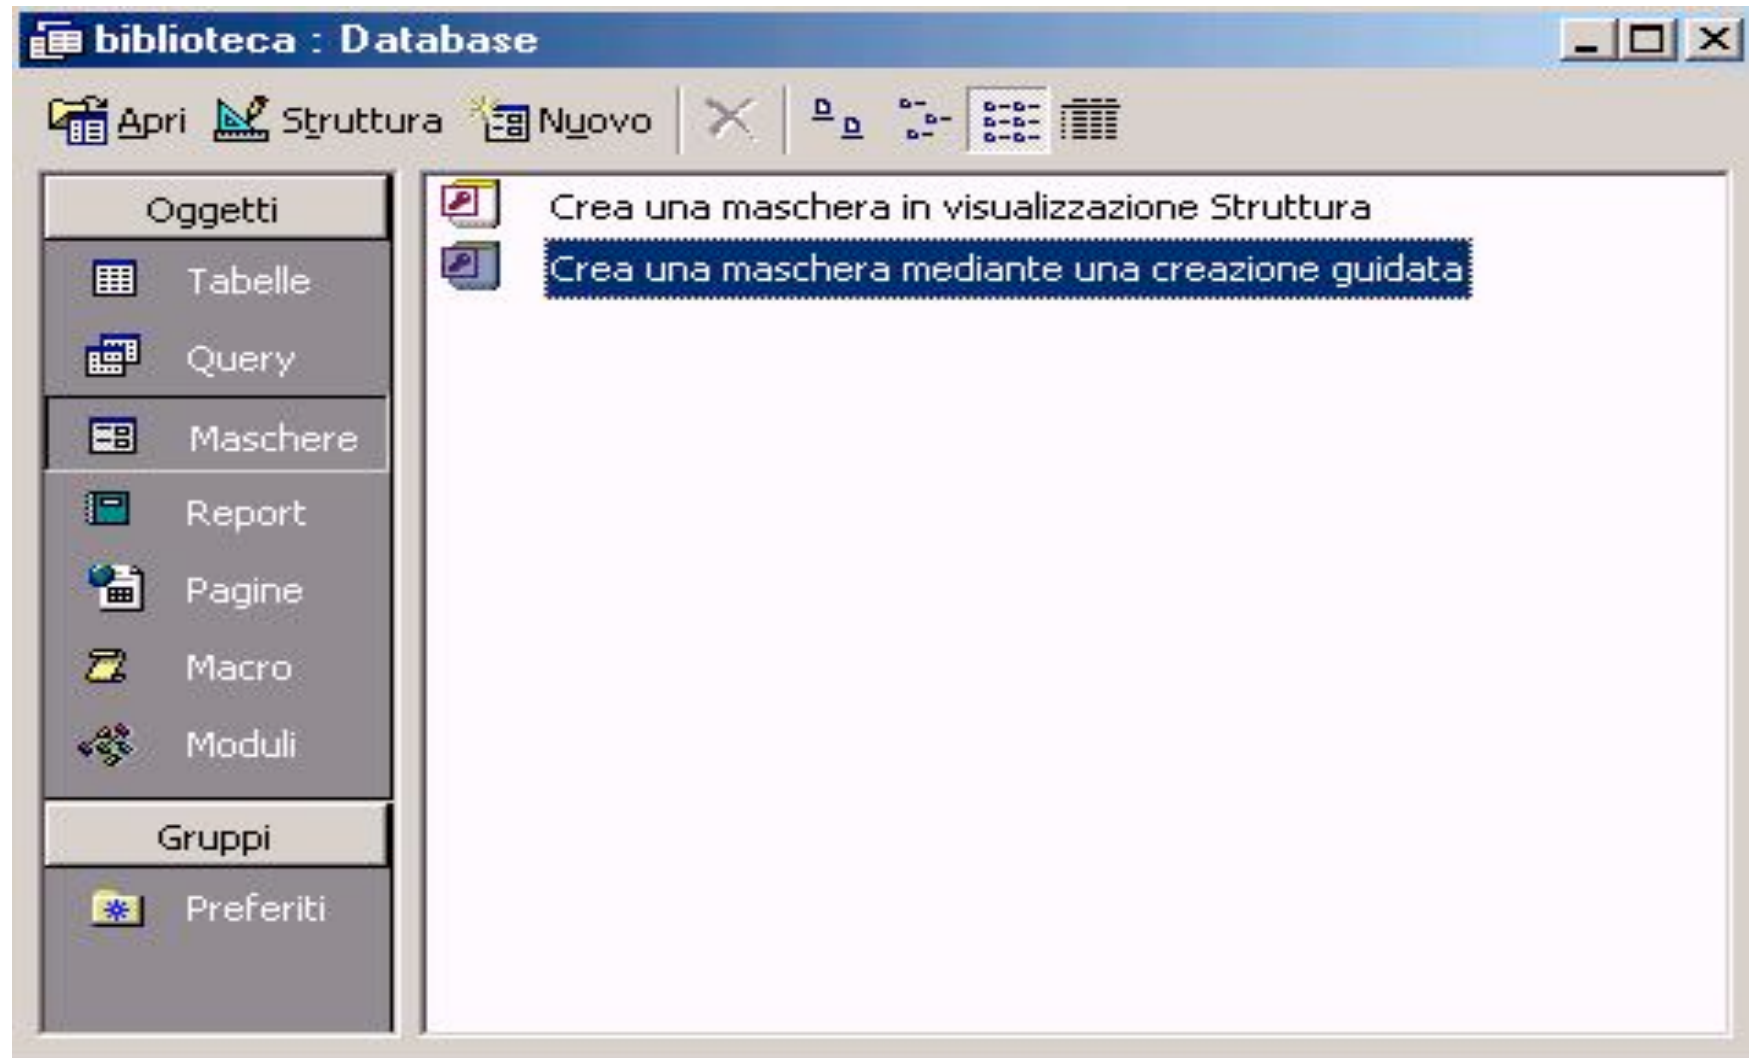 biblioteca : Database
Apri Struttura Nuovo
Oggetti
Tabelle
Query
Maschere
Report
Pagine
Macro
Moduli
Gruppi
Preferiti
Crea una maschera in visualizzazione Struttura
Crea una maschera mediante una creazione guidata